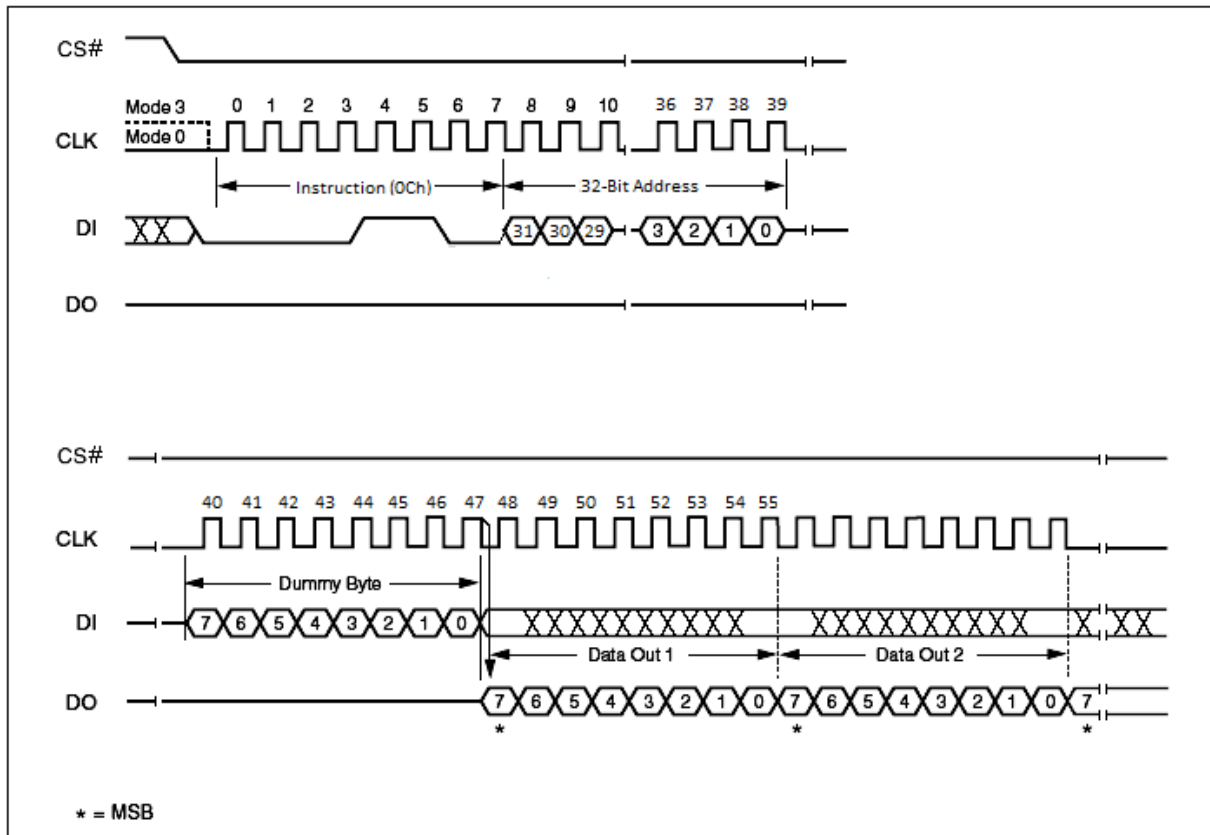 CS#
Mode 3 0 1 2 3 4 5 6 7 8 9 10 36 37 38 39
Mode 0
CLK
Instruction (0Ch) 32-Bit Address
DI 31 30 29 3 2 1 0
DO
CS#
40 41 42 43 44 45 46 47 48 49 50 51 52 53 54 55
CLK
Dummy Byte
DI 7 6 5 4 3 2 1 0
Data Out 1 Data Out 2
DO 7 6 5 4 3 2 1 0 7 6 5 4 3 2 1 0 7
* * *
* = MSB